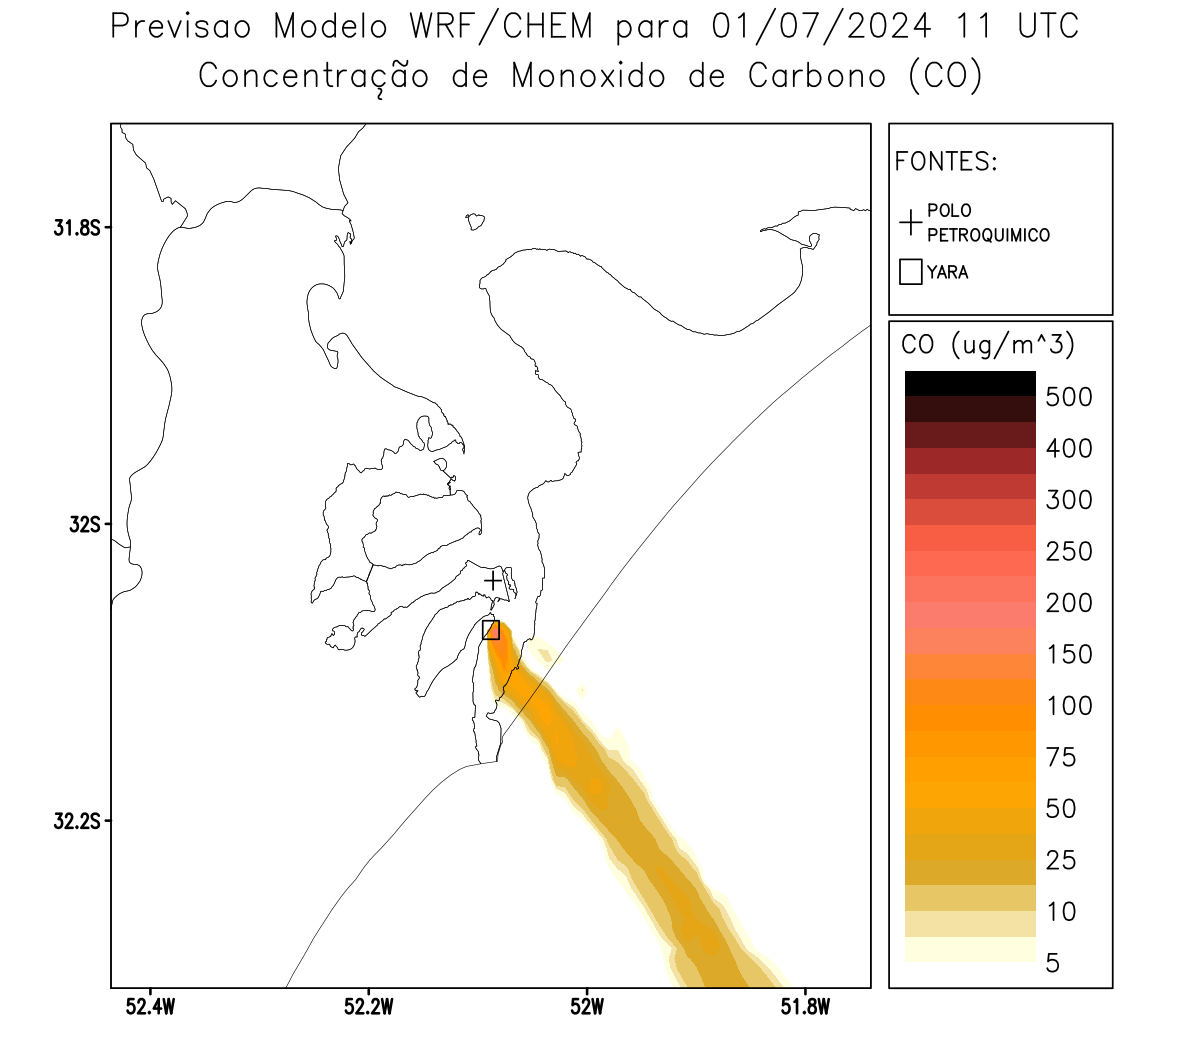 Previsao Modelo WRF/CHEM para 01/07/2024 11 UTC
Concentração de Monoxido de Carbono (CO)
FONTES:
POLO
PETROQUIMICO
YARA
CO (ug/m^3)
500
400
300
250
200
150
100
75
50
25
10
5
31.8S
32S
32.2S
52.4W
52.2W
52W
51.8W